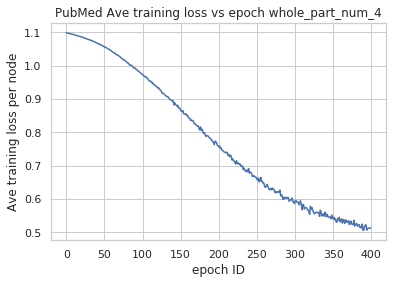 PubMed Ave training loss vs epoch whole_part_num_4
Ave training loss per node
1.1
1.0
0.9
0.8
0.7
0.6
0.5
0 50 100 150 200 250 300 350 400
epoch ID